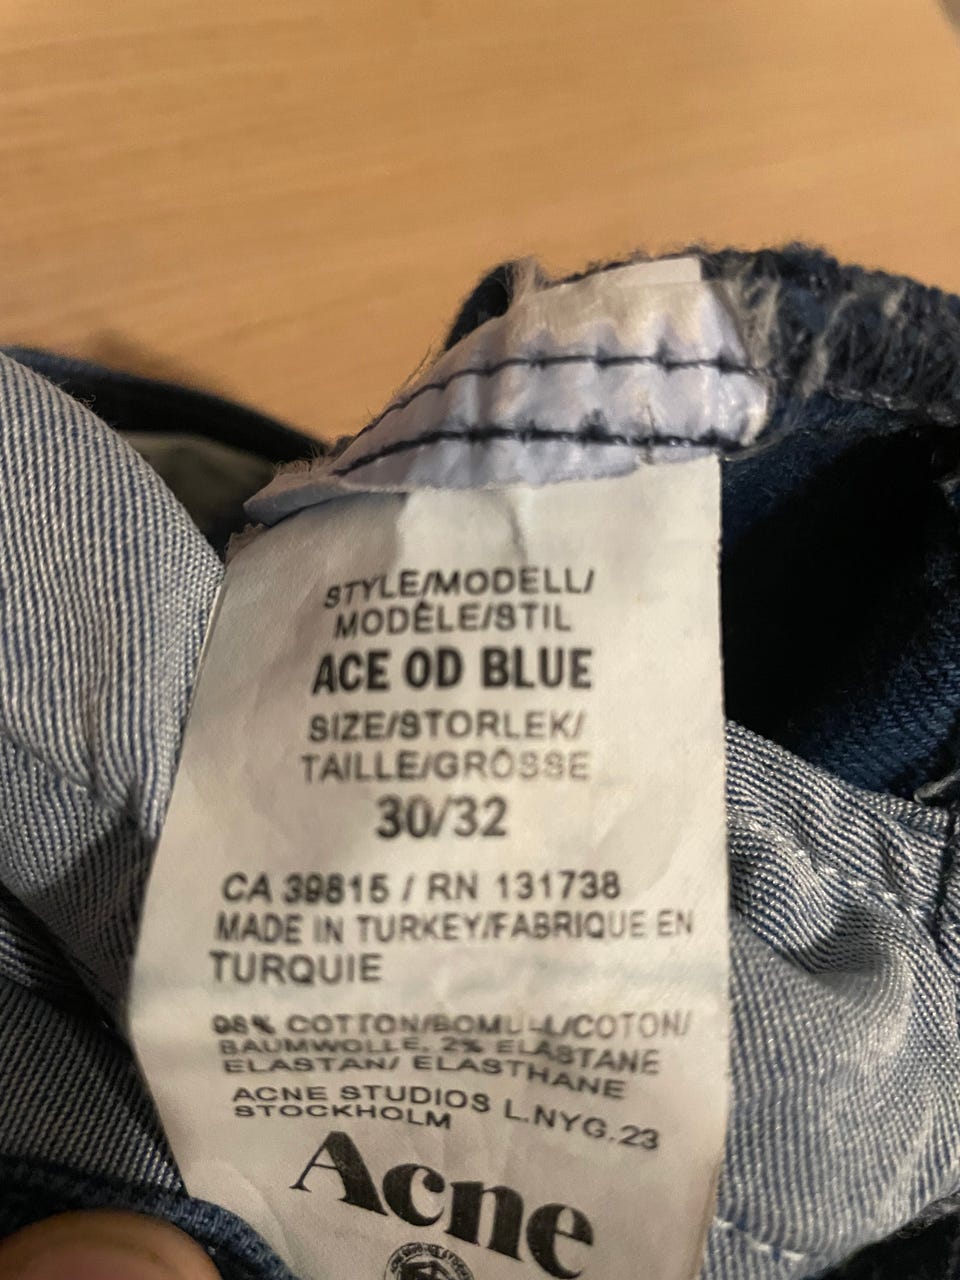 STYLE/MODELL/
MODÈLE/STIL
ACE OD BLUE
SIZE/STORLEK/
TAILLE/GRÖSSE
30/32
CA 39815 / RN 131738
MADE IN TURKEY/FABRIQUE EN
TURQUIE
98% COTTON/BOMULL/COTON/
BAUMWOLLE, 2% ELASTANE
ELASTAN/ ELASTHANE
ACNE STUDIOS L.NYG.23
STOCKHOLM
Acne